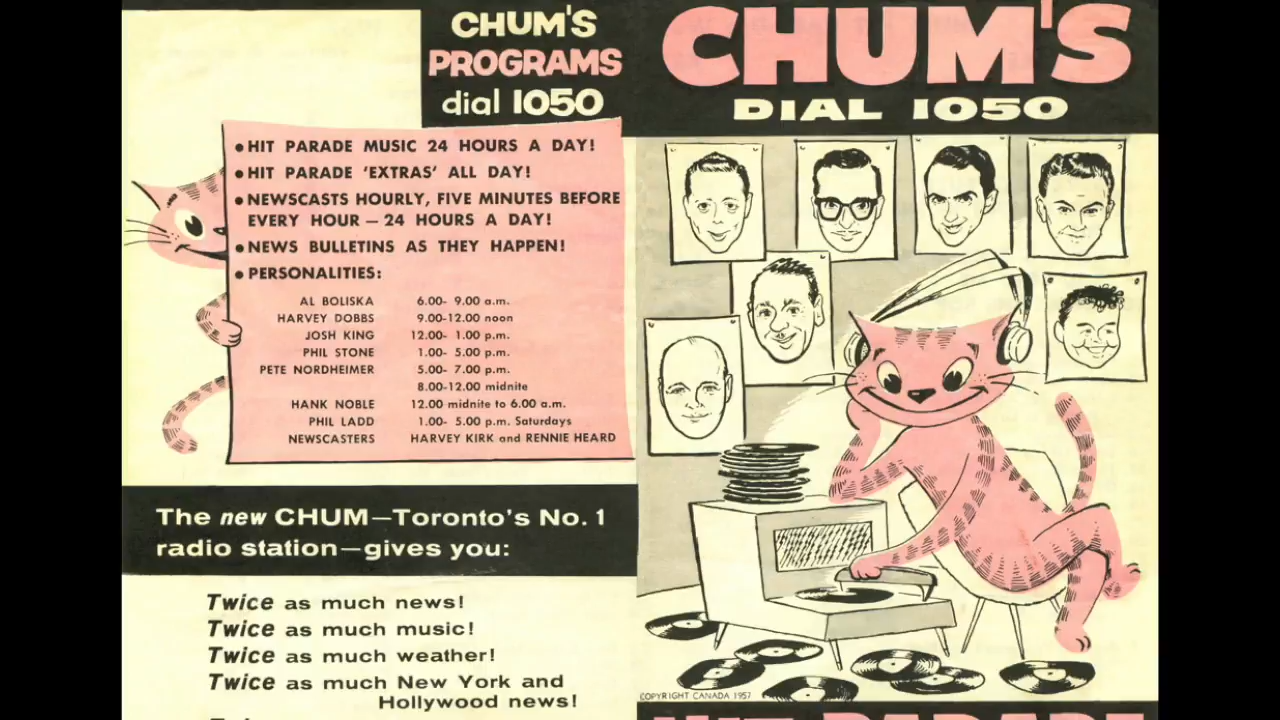 CHUM'S
PROGRAMS
dial 1050
• HIT PARADE MUSIC 24 HOURS A DAY!
• HIT PARADE 'EXTRAS' ALL DAY!
• NEWSCASTS HOURLY, FIVE MINUTES BEFORE
EVERY HOUR — 24 HOURS A DAY!
• NEWS BULLETINS AS THEY HAPPEN!
• PERSONALITIES:
AL BOLISKA 6.00- 9.00 a.m.
HARVEY DOBBS 9.00-12.00 noon
JOSH KING 12.00- 1.00 p.m.
PHIL STONE 1.00- 5.00 p.m.
PETE NORDHEIMER 5.00- 7.00 p.m.
8.00-12.00 midnite
HANK NOBLE 12.00 midnite to 6.00 a.m.
PHIL LADD 1.00- 5.00 p.m. Saturdays
NEWSCASTERS HARVEY KIRK and RENNIE HEARD
The new CHUM—Toronto's No. 1
radio station—gives you:
Twice as much news!
Twice as much music!
Twice as much weather!
Twice as much New York and
Hollywood news!
CHUM'S
DIAL 1050
COPYRIGHT CANADA 1957